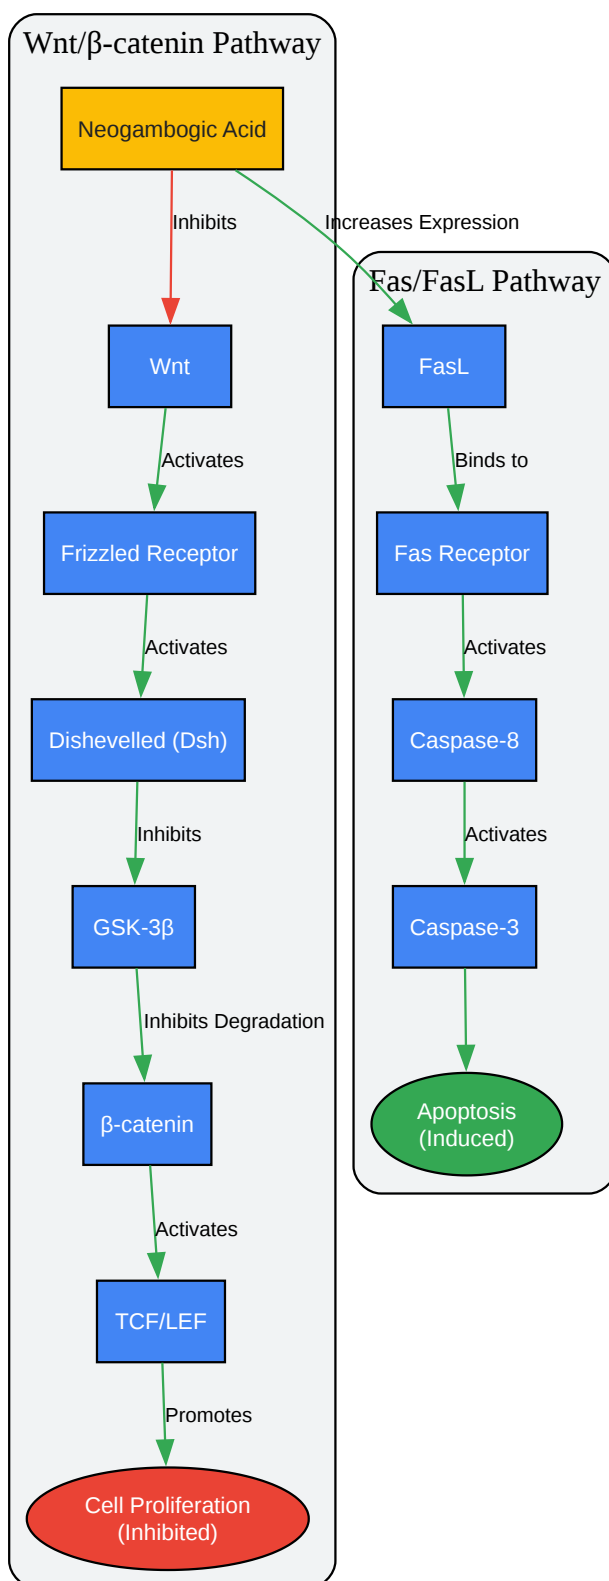 Wnt/β-catenin Pathway
Neogambogic Acid
Inhibits
Increases Expression
Fas/FasL Pathway
Wnt
FasL
Activates
Binds to
Frizzled Receptor
Fas Receptor
Activates
Activates
Dishevelled (Dsh)
Caspase-8
Inhibits
Activates
GSK-3β
Caspase-3
Inhibits Degradation
β-catenin
Apoptosis
(Induced)
Activates
TCF/LEF
Promotes
Cell Proliferation
(Inhibited)